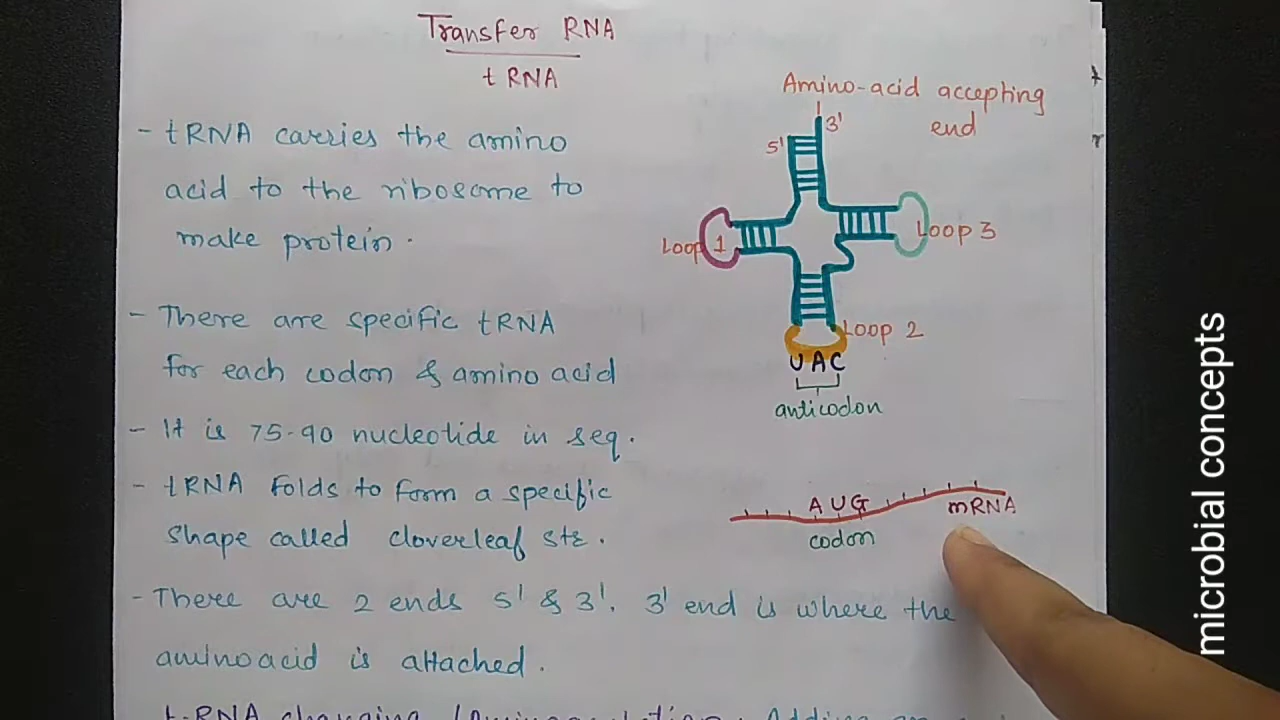 Transfer RNA
tRNA
- tRNA carries the amino
acid to the ribosome to
make protein.
- There are specific tRNA
for each codon & amino acid
- It is 75-90 nucleotide in seq.
- tRNA Folds to form a specific
shape called cloverleaf str.
- There are 2 ends 5' & 3'. 3' end is where the
aminoacid is attached.
Amino-acid accepting
end
3'
5'
Loop 1
Loop 3
Loop 2
UAC
anticodon
AUG
mRNA
codon
microbial concepts